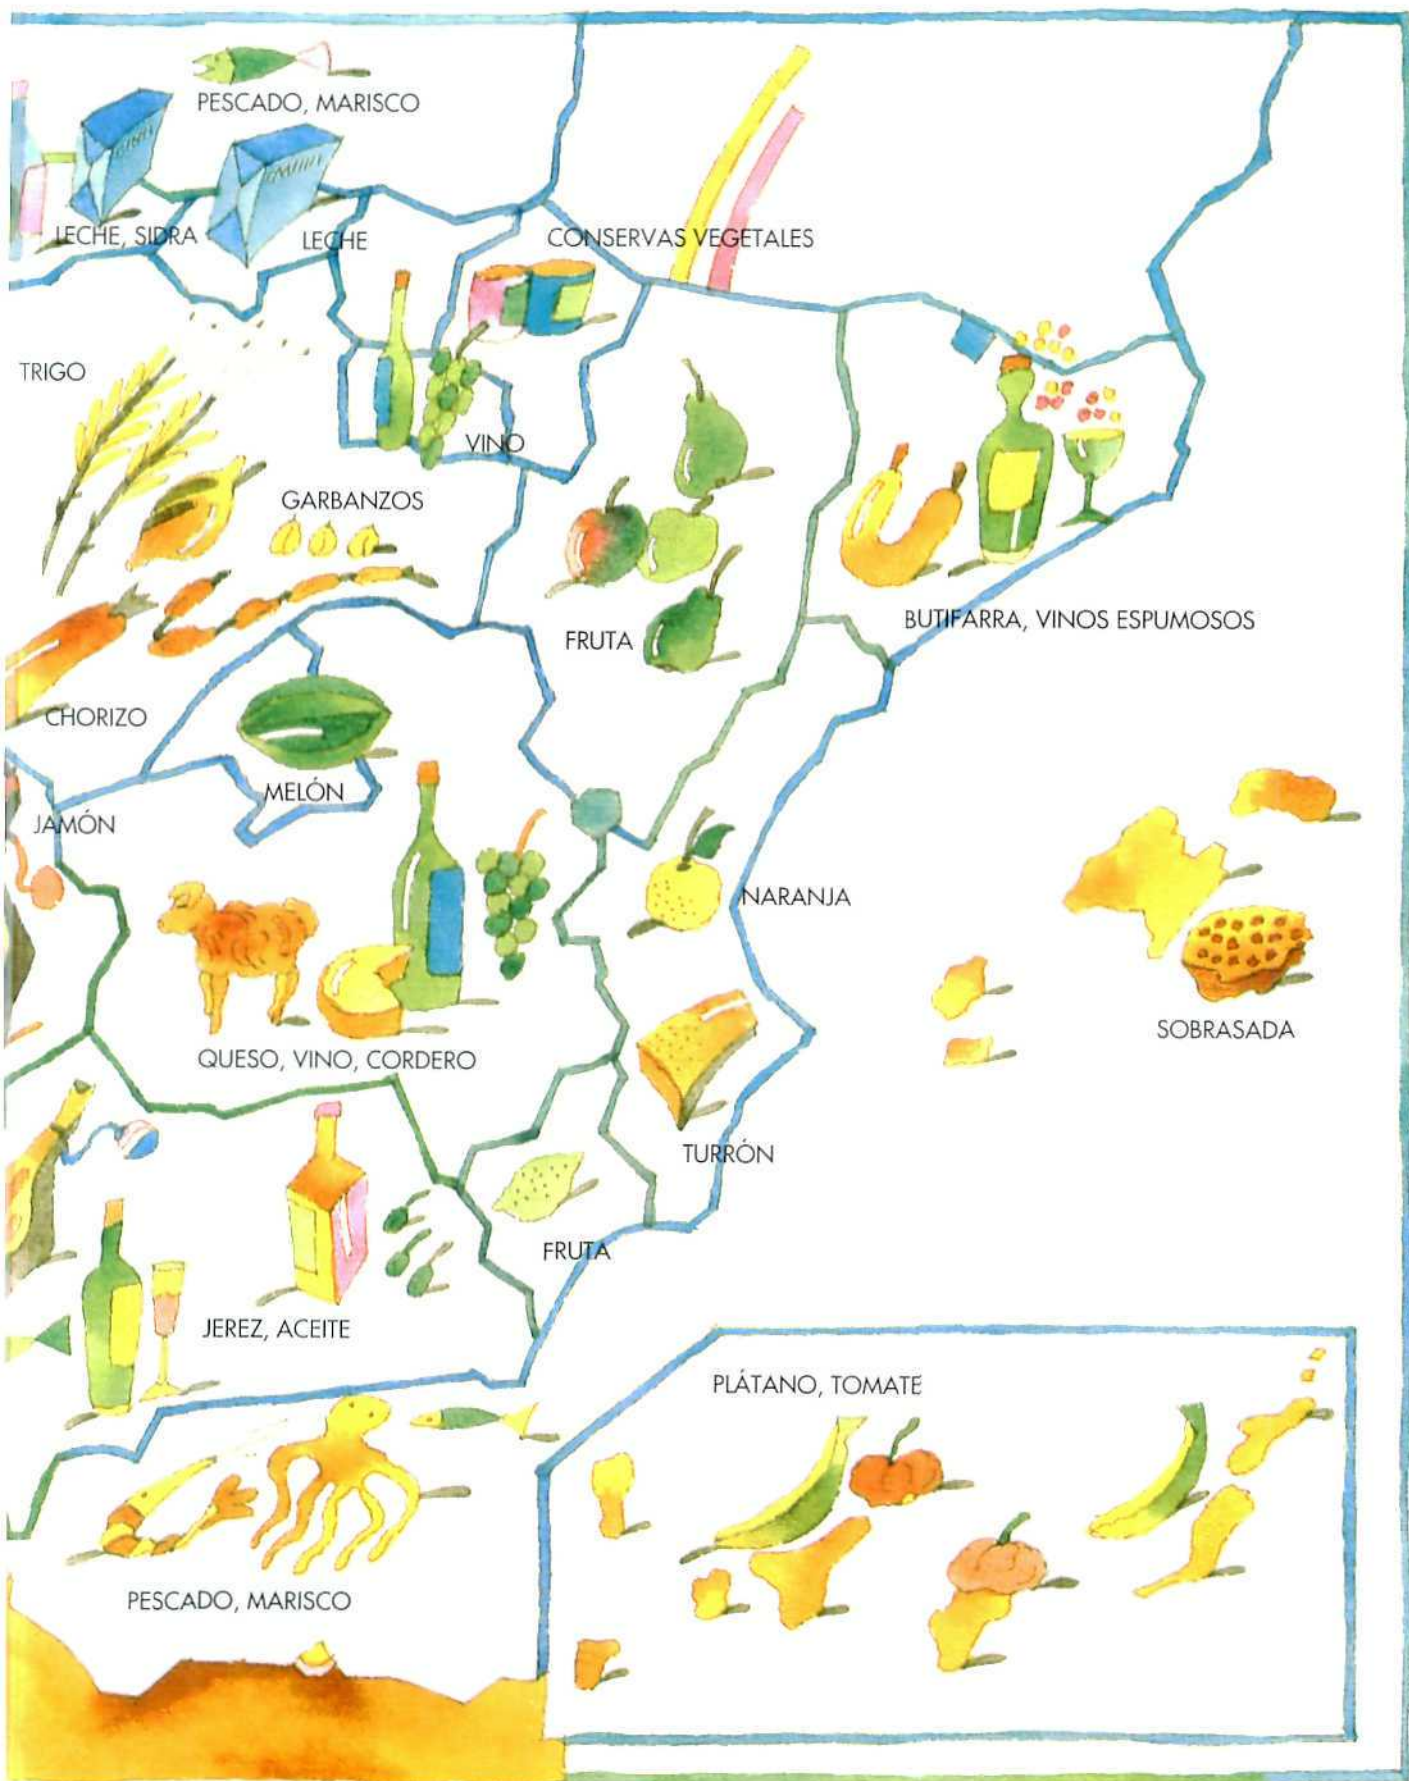 PESCADO, MARISCO
LECHE, SIDRA
LECHE
CONSERVAS VEGETALES
TRIGO
VINO
GARBANZOS
BUTIFARRA, VINOS ESPUMOSOS
FRUTA
CHORIZO
MELÓN
JAMÓN
NARANJA
SOBRASADA
QUESO, VINO, CORDERO
TURRÓN
FRUTA
JEREZ, ACEITE
PLÁTANO, TOMATE
PESCADO, MARISCO